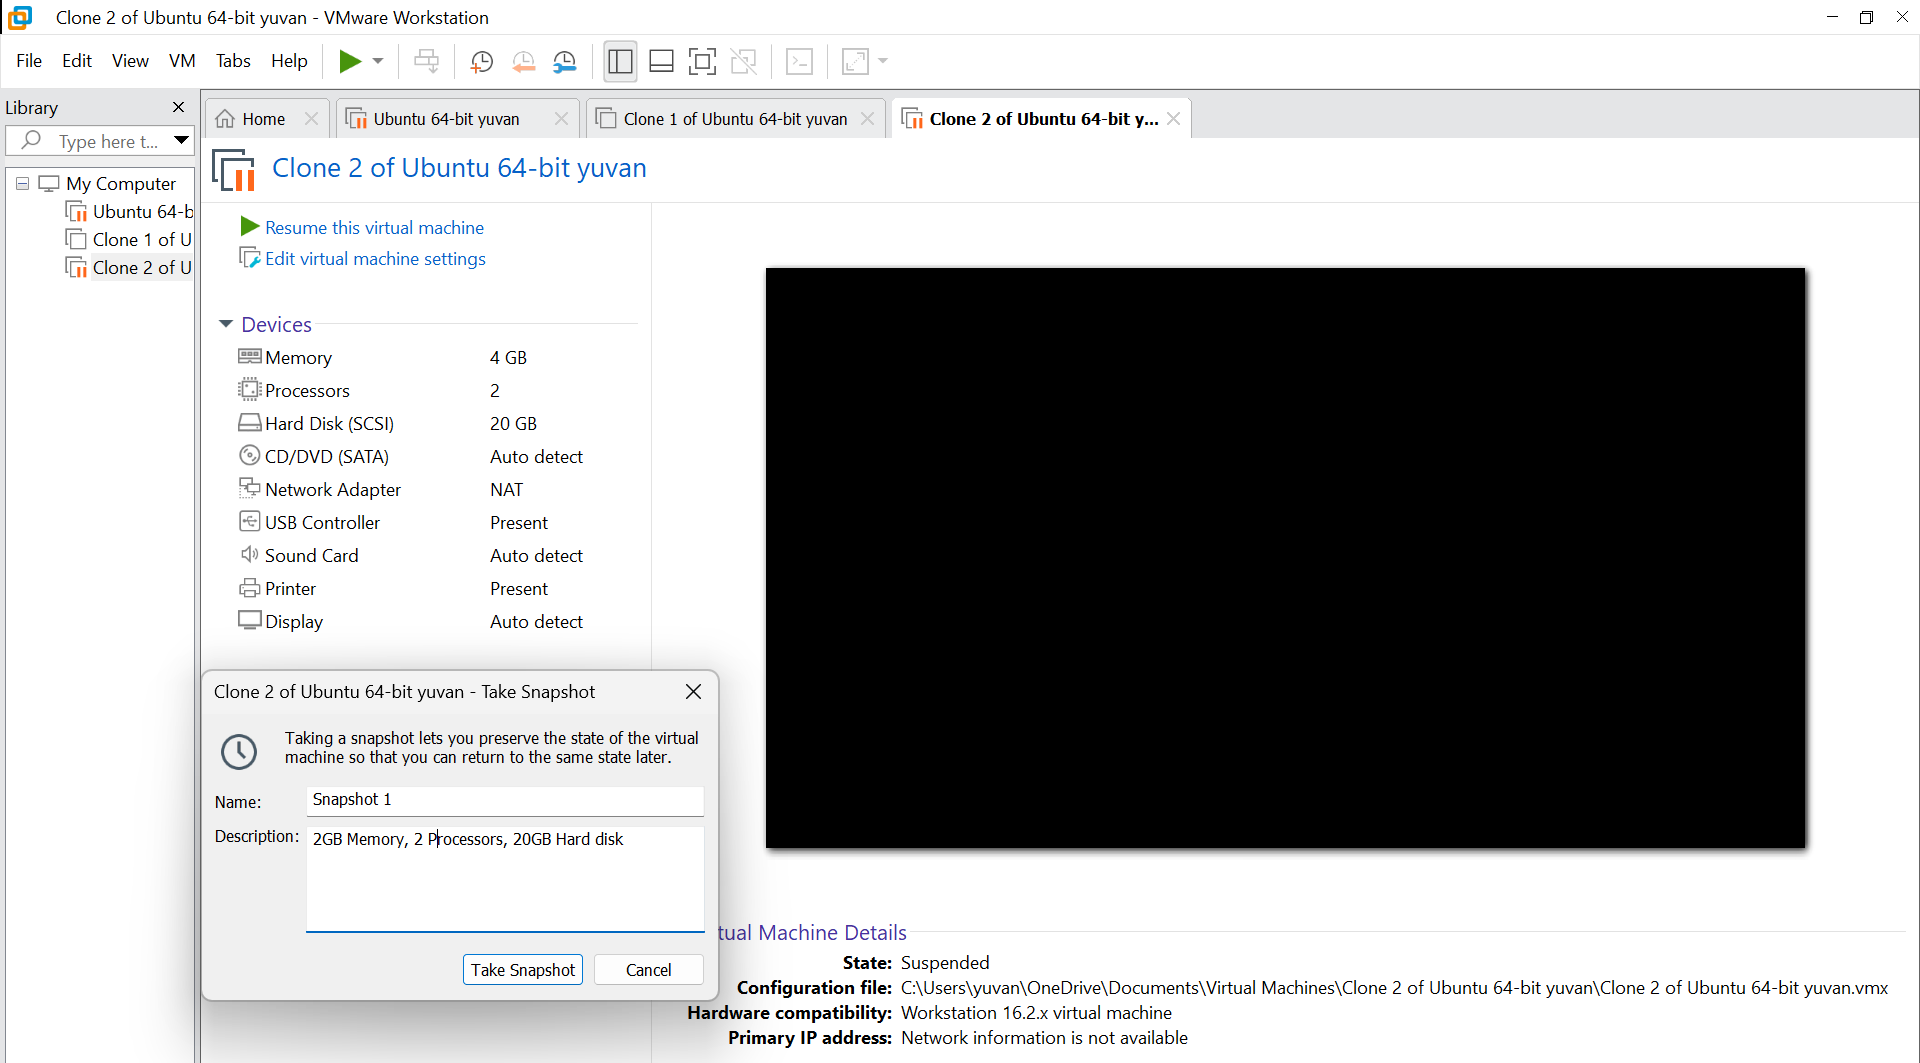 Clone 2 of Ubuntu 64-bit yuvan - VMware Workstation
File Edit View VM Tabs Help
Library
Type here t...
My Computer
Ubuntu 64-b
Clone 1 of U
Clone 2 of U
Home
Ubuntu 64-bit yuvan
Clone 1 of Ubuntu 64-bit yuvan
Clone 2 of Ubuntu 64-bit y...
Clone 2 of Ubuntu 64-bit yuvan
Resume this virtual machine
Edit virtual machine settings
Devices
Memory 4 GB
Processors 2
Hard Disk (SCSI) 20 GB
CD/DVD (SATA) Auto detect
Network Adapter NAT
USB Controller Present
Sound Card Auto detect
Printer Present
Display Auto detect
Clone 2 of Ubuntu 64-bit yuvan - Take Snapshot
Taking a snapshot lets you preserve the state of the virtual
machine so that you can return to the same state later.
Name: Snapshot 1
Description: 2GB Memory, 2 Processors, 20GB Hard disk
Take Snapshot Cancel
tual Machine Details
State: Suspended
Configuration file: C:\Users\yuvan\OneDrive\Documents\Virtual Machines\Clone 2 of Ubuntu 64-bit yuvan\Clone 2 of Ubuntu 64-bit yuvan.vmx
Hardware compatibility: Workstation 16.2.x virtual machine
Primary IP address: Network information is not available